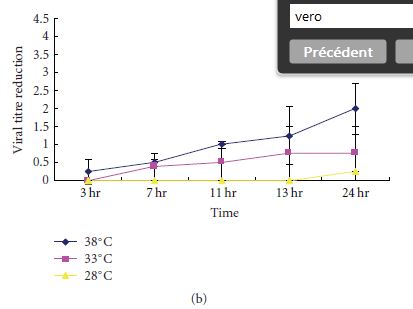 vero
Précédent
Viral titre reduction
4.5
4
3.5
3
2.5
2
1.5
1
0.5
0
3 hr 7 hr 11 hr 13 hr 24 hr
Time
38°C
33°C
28°C
(b)